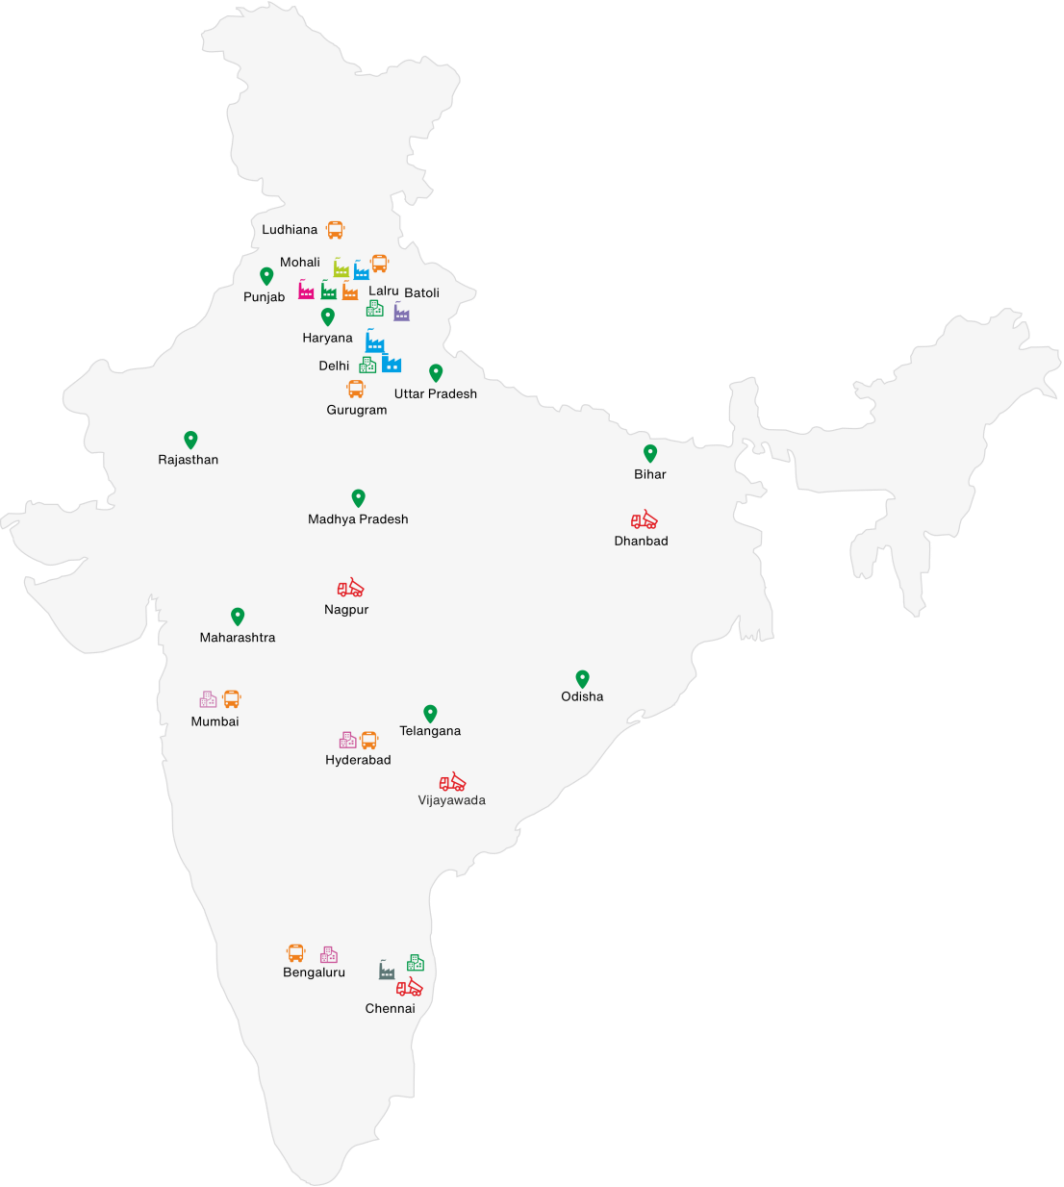 Ludhiana
Mohali
Punjab
Lalru
Batoli
Haryana
Delhi
Uttar Pradesh
Gurugram
Rajasthan
Bihar
Madhya Pradesh
Dhanbad
Nagpur
Maharashtra
Odisha
Mumbai
Telangana
Hyderabad
Vijayawada
Bengaluru
Chennai